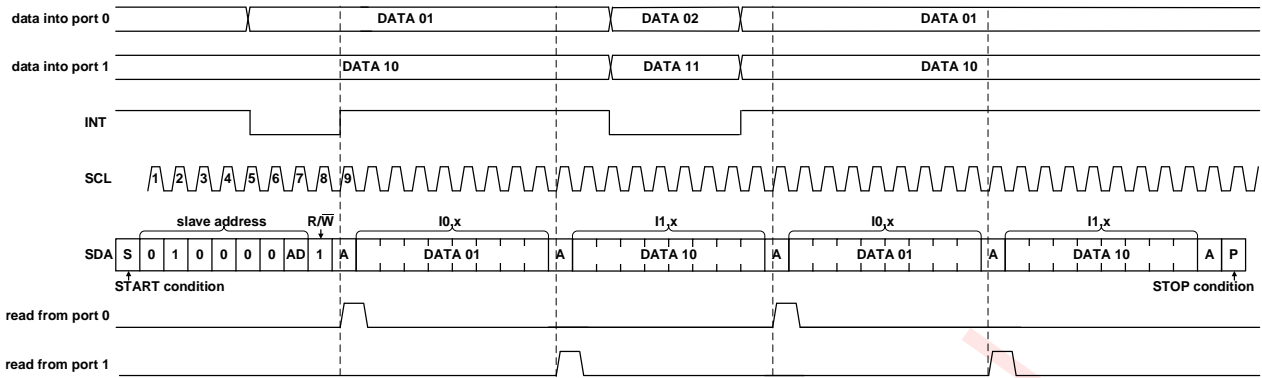 data into port 0 DATA 01 DATA 02 DATA 01
data into port 1 DATA 10 DATA 11 DATA 10
INT
SCL 1 2 3 4 5 6 7 8 9
slave address R/W̅ I0,x I1,x I0,x I1,x
SDA S 0 1 0 0 0 0 AD 1 A DATA 01 A DATA 10 A DATA 01 A DATA 10 A P
START condition STOP condition
read from port 0
read from port 1